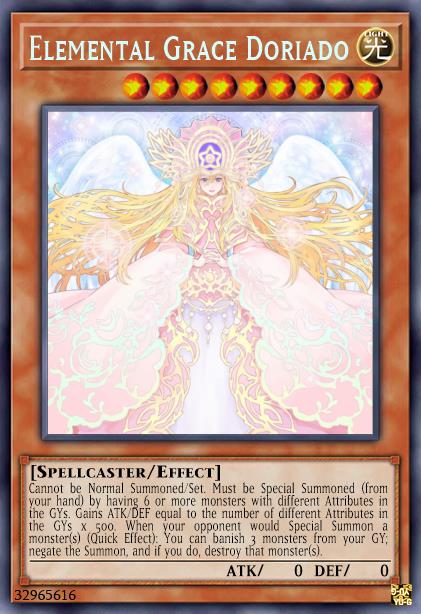 Elemental Grace Doriado
LIGHT
光
[Spellcaster/Effect]
Cannot be Normal Summoned/Set. Must be Special Summoned (from
your hand) by having 6 or more monsters with different Attributes in
the GYs. Gains ATK/DEF equal to the number of different Attributes
in the GYs x 500. When your opponent would Special Summon a
monster(s) (Quick Effect): You can banish 3 monsters from your GY;
negate the Summon, and if you do, destroy that monster(s).
ATK/ 0 DEF/ 0
32965616